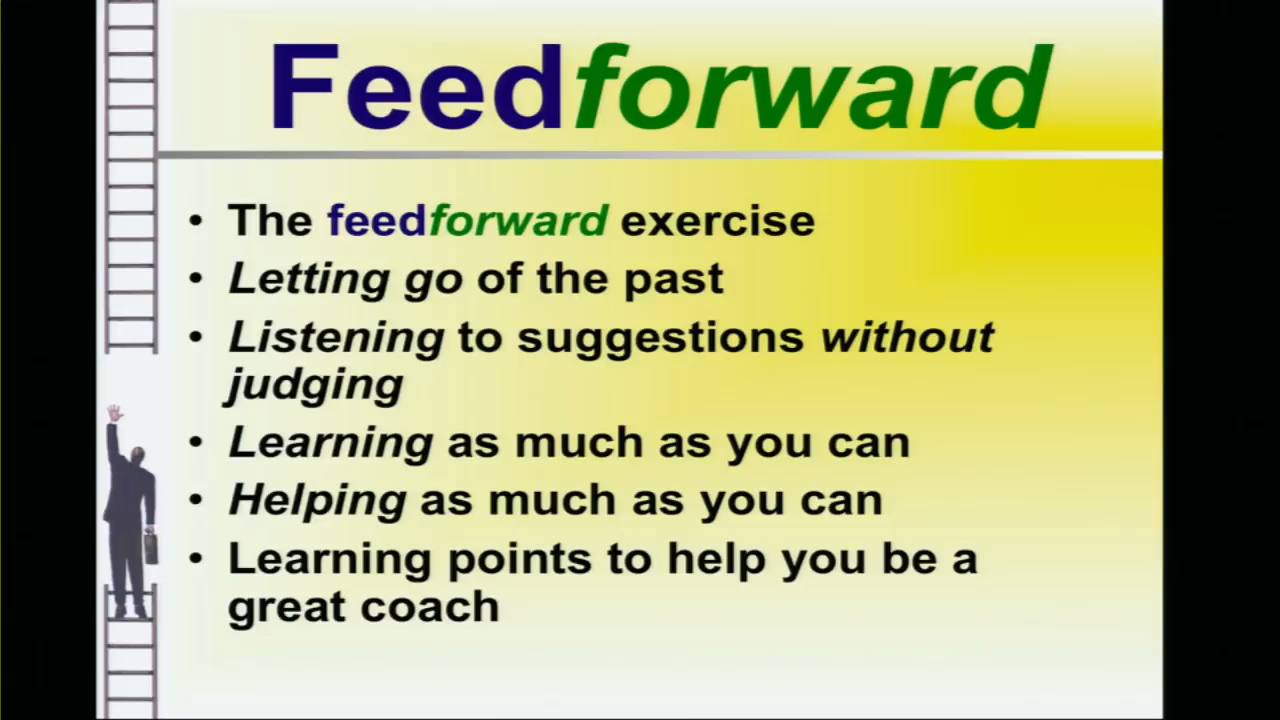 Feedforward
• The feedforward exercise
• Letting go of the past
• Listening to suggestions without
judging
• Learning as much as you can
• Helping as much as you can
• Learning points to help you be a
great coach